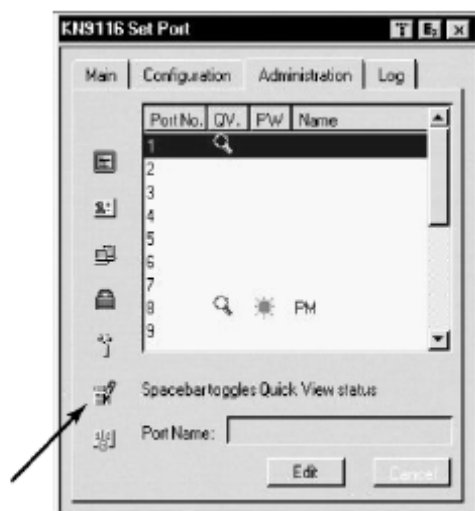 KN9116 Set Port
Main Configuration Administration Log
Port No. QV. PW Name
1
2
3
4
5
6
7
8 PM
9
Spacebar toggles Quick View status
Port Name:
Edit Cancel